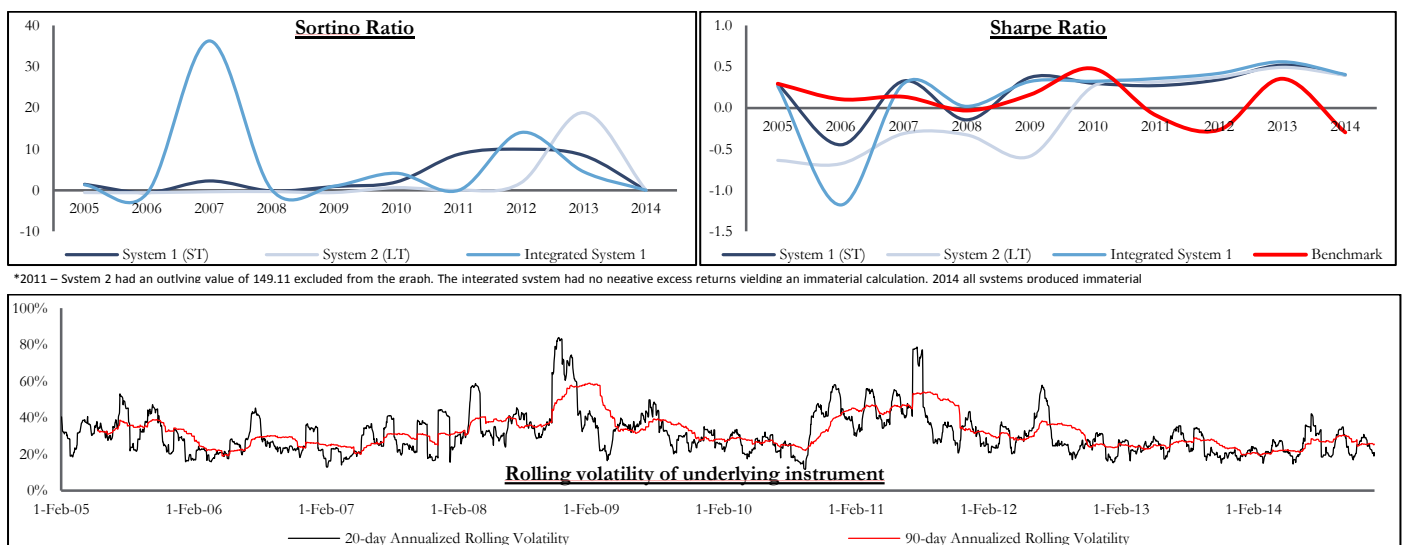 Sortino Ratio
40
30
20
10
0
-10
2005 2006 2007 2008 2009 2010 2011 2012 2013 2014
System 1 (ST) System 2 (LT) Integrated System 1
Sharpe Ratio
1.0
0.5
0.0
-0.5
-1.0
-1.5
2005 2006 2007 2008 2009 2010 2011 2012 2013 2014
System 1 (ST) System 2 (LT) Integrated System 1 Benchmark
*2011 – System 2 had an outlying value of 149.11 excluded from the graph. The integrated system had no negative excess returns yielding an immaterial calculation. 2014 all systems produced immaterial
100%
80%
60%
40%
20%
0%
Rolling volatility of underlying instrument
1-Feb-05 1-Feb-06 1-Feb-07 1-Feb-08 1-Feb-09 1-Feb-10 1-Feb-11 1-Feb-12 1-Feb-13 1-Feb-14
20-day Annualized Rolling Volatility 90-day Annualized Rolling Volatility